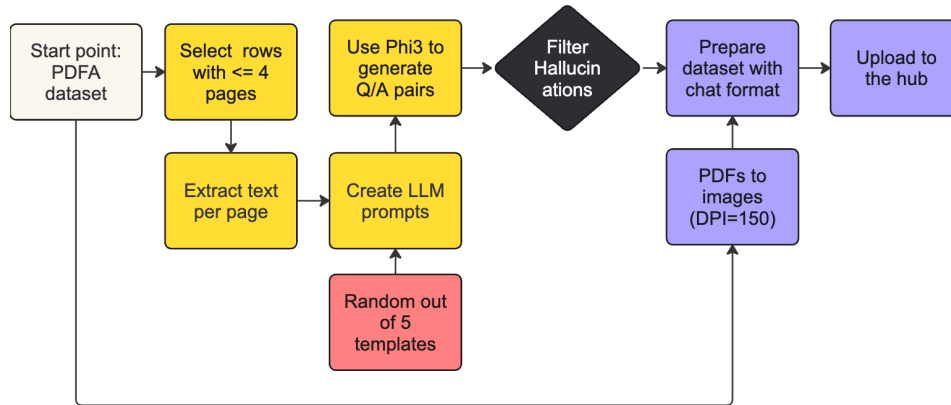 Start point:
PDFA
dataset
Select rows
with <= 4
pages
Extract text
per page
Use Phi3 to
generate
Q/A pairs
Create LLM
prompts
Random out
of 5
templates
Filter
Hallucin
ations
Prepare
dataset with
chat format
PDFs to
images
(DPI=150)
Upload to
the hub